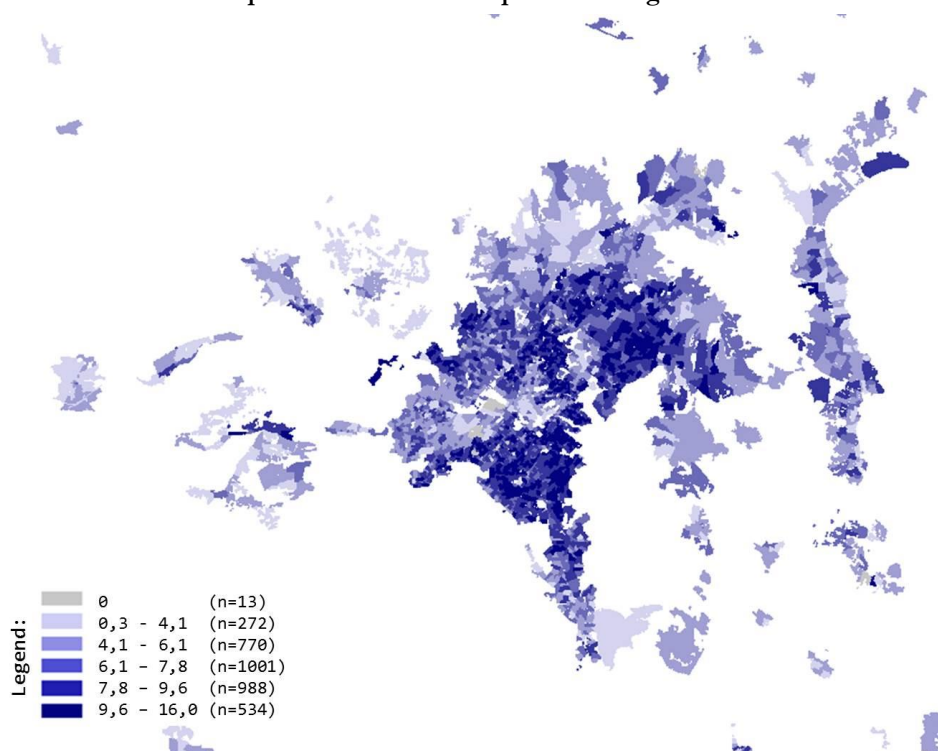 Legend:
0 (n=13)
0,3 – 4,1 (n=272)
4,1 – 6,1 (n=770)
6,1 – 7,8 (n=1001)
7,8 – 9,6 (n=988)
9,6 – 16,0 (n=534)